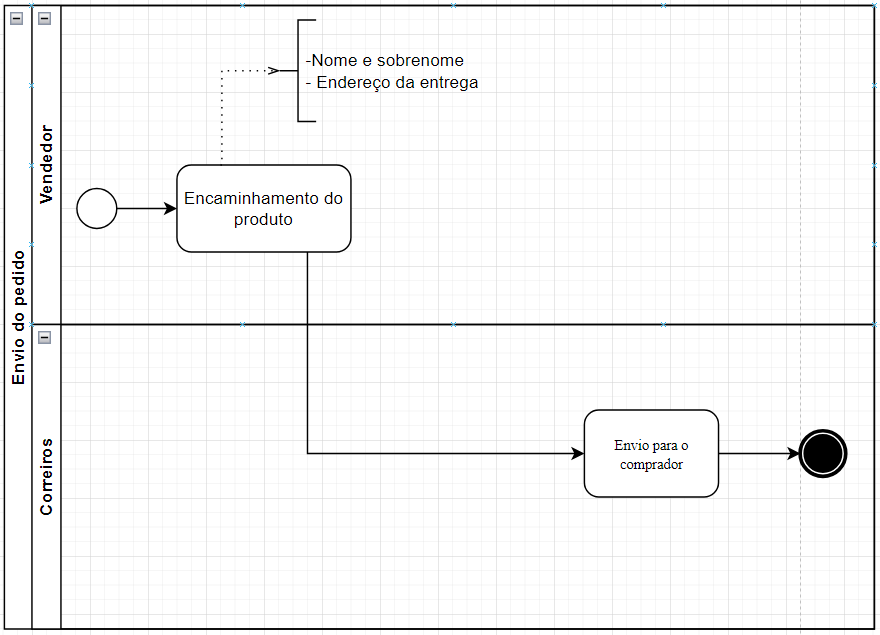 Envio do pedido
Vendedor
-Nome e sobrenome
- Endereço da entrega
Encaminhamento do
produto
Correiros
Envio para o
comprador